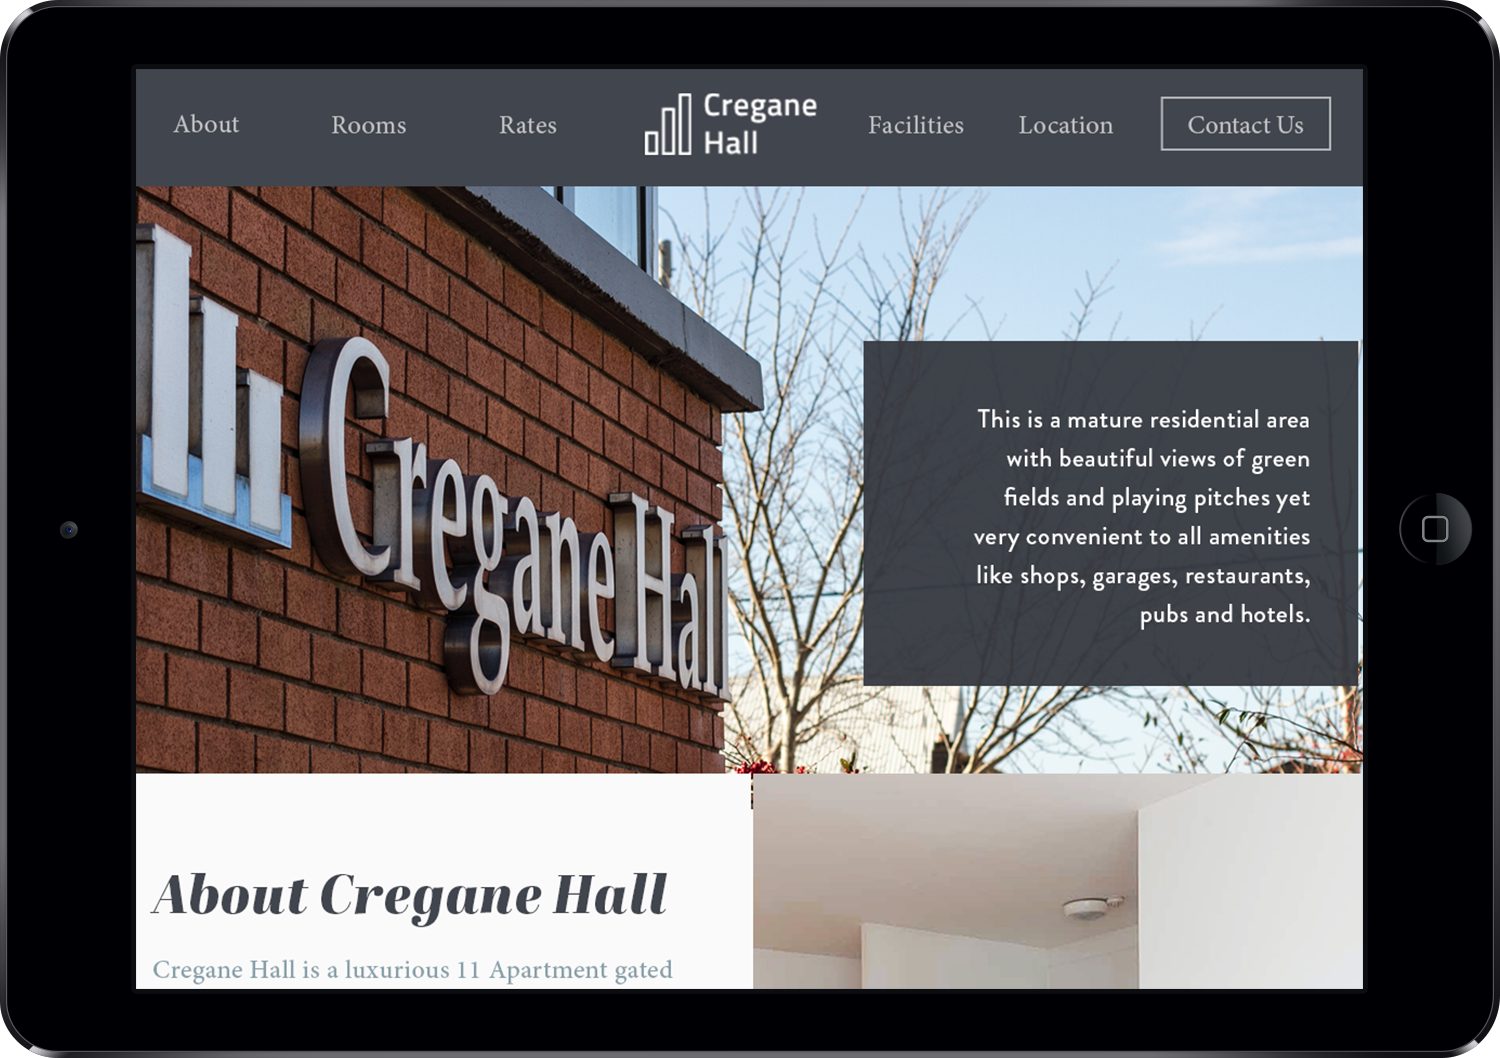 About
Rooms
Rates
Cregane
Hall
Facilities
Location
Contact Us
Cregane Hall
This is a mature residential area
with beautiful views of green
fields and playing pitches yet
very convenient to all amenities
like shops, garages, restaurants,
pubs and hotels.
About Cregane Hall
Cregane Hall is a luxurious 11 Apartment gated